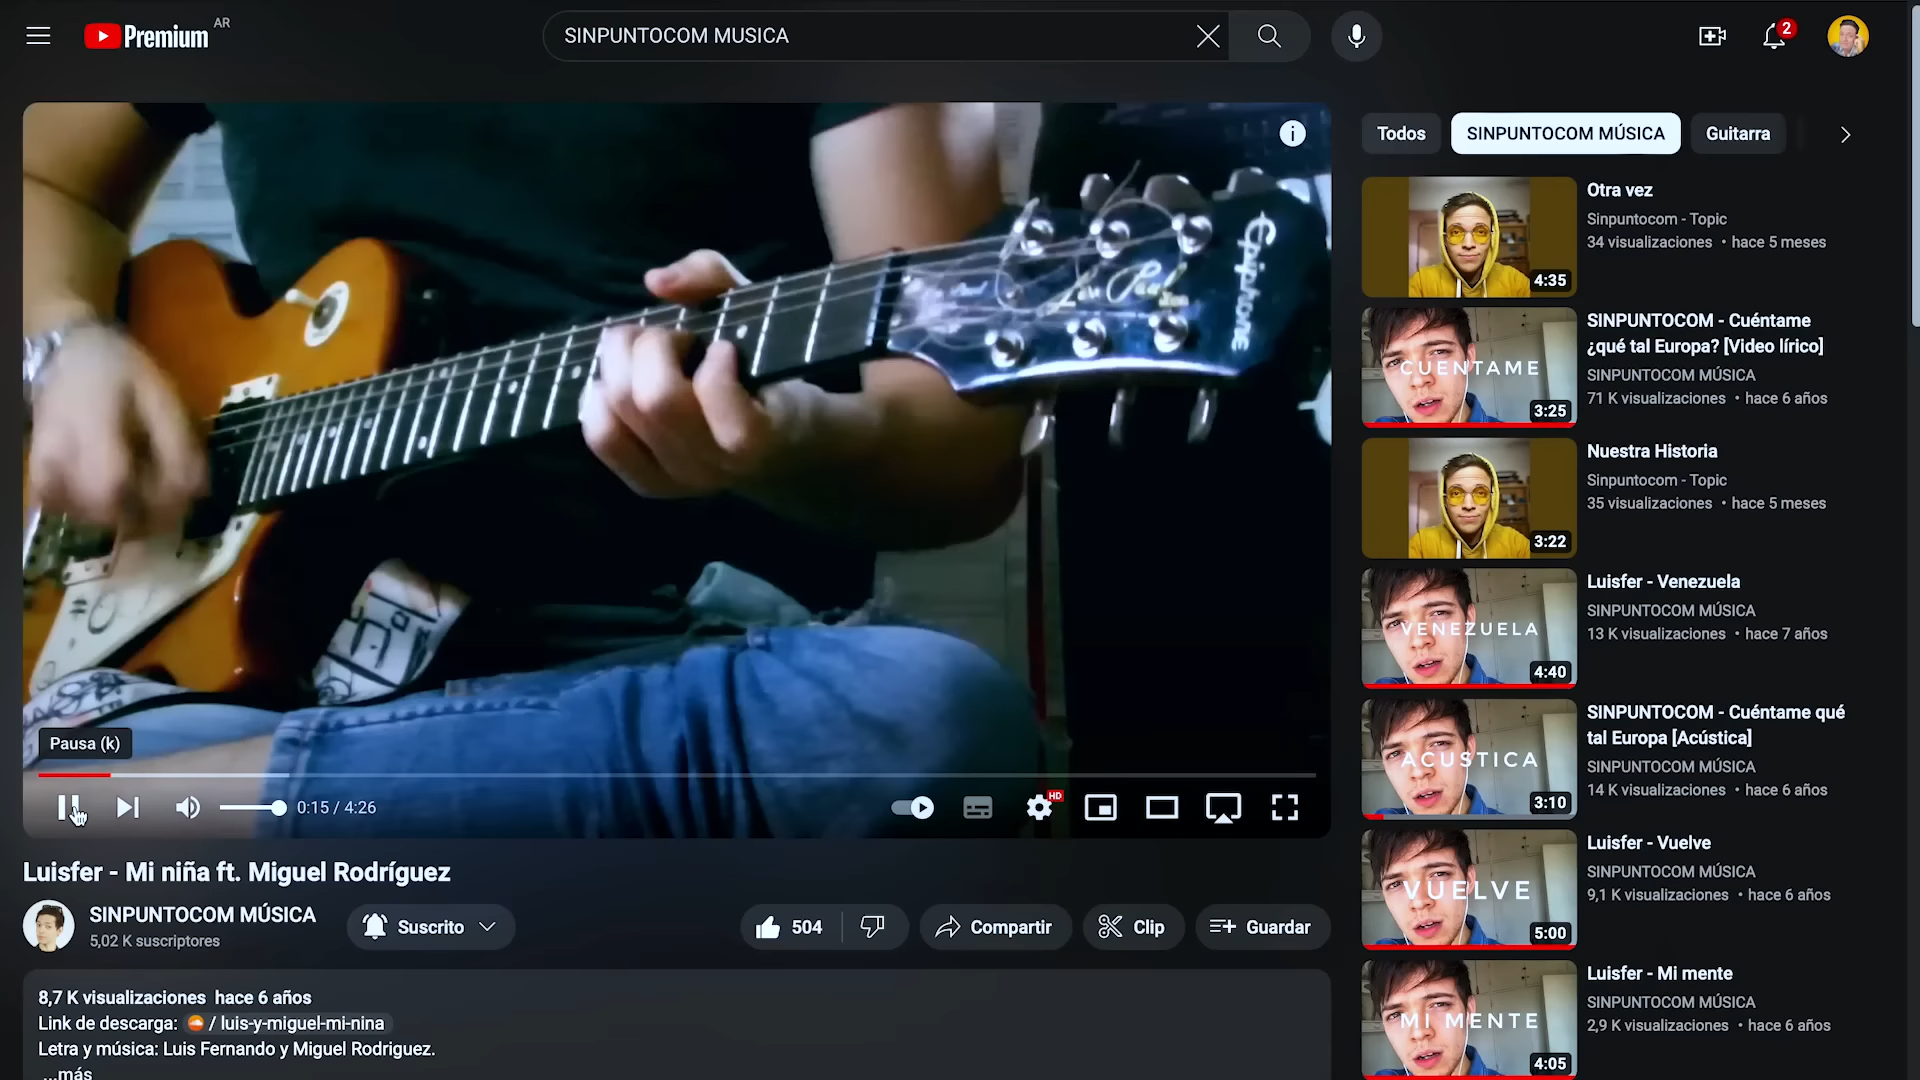 Premium AR
SINPUNTOCOM MUSICA
2
Todos
SINPUNTOCOM MÚSICA
Guitarra
Epiphone
Les Paul
Pausa (k)
0:15 / 4:26
HD
Luisfer - Mi niña ft. Miguel Rodríguez
SINPUNTOCOM MÚSICA
5,02 K suscriptores
Suscrito
504
Compartir
Clip
Guardar
8,7 K visualizaciones hace 6 años
Link de descarga: / luis-y-miguel-mi-nina
Letra y música: Luis Fernando y Miguel Rodriguez.
...más
4:35
Otra vez
Sinpuntocom - Topic
34 visualizaciones • hace 5 meses
CUENTAME
3:25
SINPUNTOCOM - Cuéntame
¿qué tal Europa? [Video lírico]
SINPUNTOCOM MÚSICA
71 K visualizaciones • hace 6 años
3:22
Nuestra Historia
Sinpuntocom - Topic
35 visualizaciones • hace 5 meses
VENEZUELA
4:40
Luisfer - Venezuela
SINPUNTOCOM MÚSICA
13 K visualizaciones • hace 7 años
ACUSTICA
3:10
SINPUNTOCOM - Cuéntame qué
tal Europa [Acústica]
SINPUNTOCOM MÚSICA
14 K visualizaciones • hace 6 años
VUELVE
5:00
Luisfer - Vuelve
SINPUNTOCOM MÚSICA
9,1 K visualizaciones • hace 6 años
MI MENTE
4:05
Luisfer - Mi mente
SINPUNTOCOM MÚSICA
2,9 K visualizaciones • hace 6 años